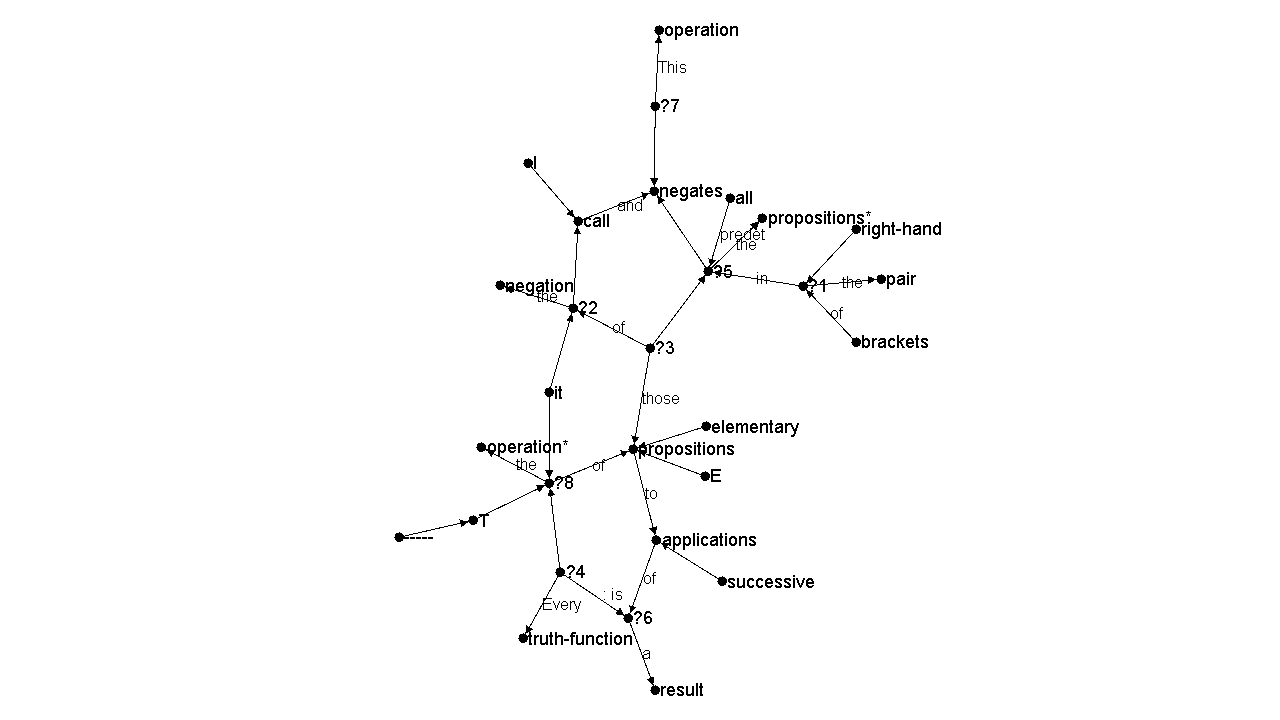 operation
This
?7
I
negates
all
call
and
propositions*
right-hand
predet
the
?5
in
?1
the
pair
negation
the
?2
of
of
brackets
?3
it
those
elementary
operation*
propositions
the
of
E
?8
to
T
-----
applications
?4
of
successive
: is
Every
?6
truth-function
a
result